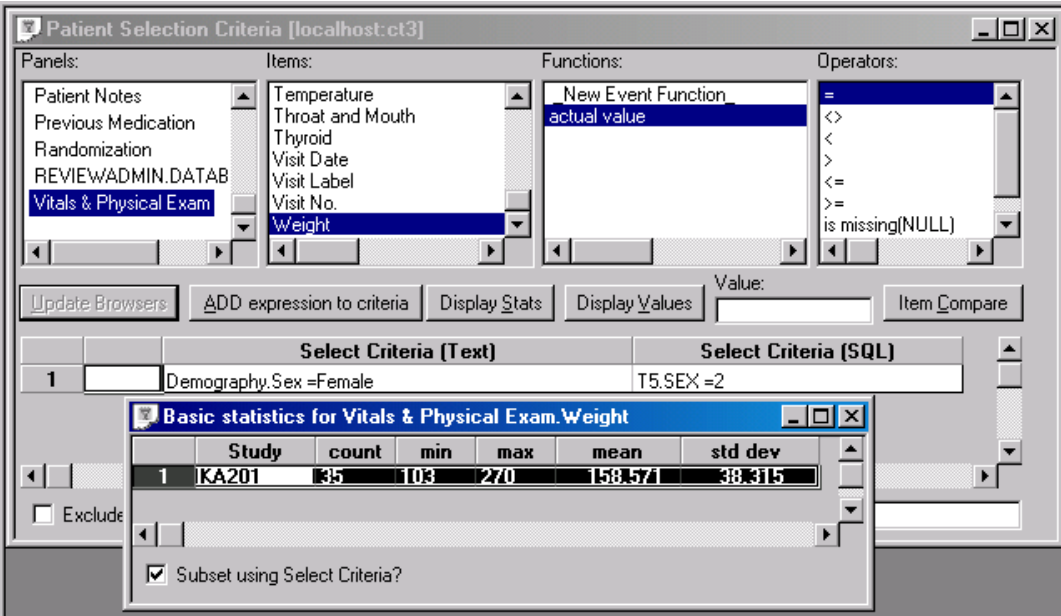 Patient Selection Criteria [localhost:ct3]
Panels:
Items:
Functions:
Operators:
Patient Notes
Previous Medication
Randomization
REVIEWADMIN.DATAB
Vitals & Physical Exam
Temperature
Throat and Mouth
Thyroid
Visit Date
Visit Label
Visit No.
Weight
_New Event Function_
actual value
=
<>
<
>
<=
>=
is missing(NULL)
Update Browsers
ADD expression to criteria
Display Stats
Display Values
Value:
Item Compare
Select Criteria (Text) Select Criteria (SQL)
1 Demography.Sex =Female T5.SEX =2
Basic statistics for Vitals & Physical Exam.Weight
Study count min max mean std dev
1 KA201 35 103 270 158.571 38.315
Exclude
Subset using Select Criteria?